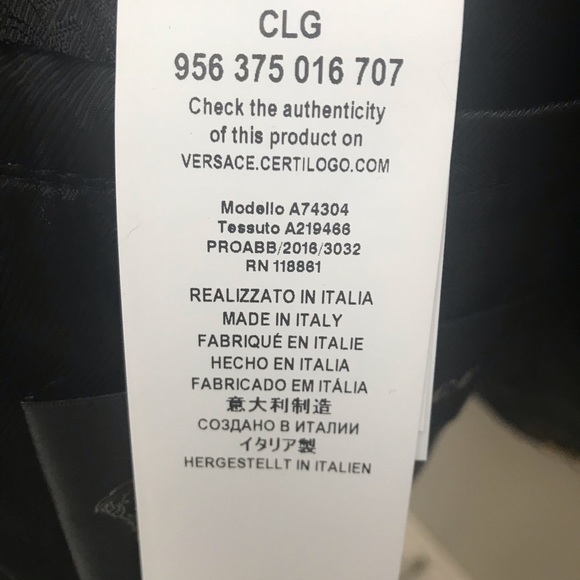 CLG
956 375 016 707
Check the authenticity
of this product on
VERSACE.CERTILOGO.COM
Modello A74304
Tessuto A219466
PROABB/2016/3032
RN 118861
REALIZZATO IN ITALIA
MADE IN ITALY
FABRIQUÉ EN ITALIE
HECHO EN ITALIA
FABRICADO EM ITÁLIA
意大利制造
СОЗДАНО В ИТАЛИИ
イタリア製
HERGESTELLT IN ITALIEN